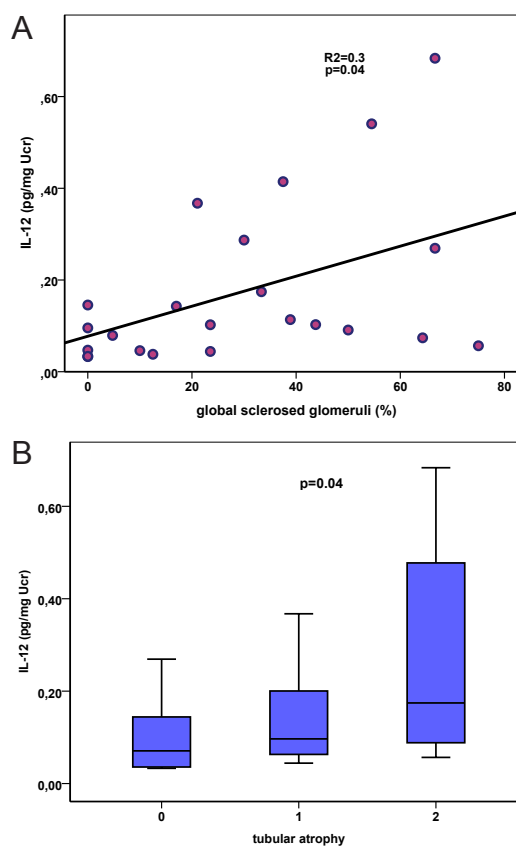 A
R2=0.3
p=0.04
,60
,40
,20
,00
IL-12 (pg/mg Ucr)
0
20
40
60
80
global sclerosed glomeruli (%)
B
p=0.04
0,60
0,40
0,20
0,00
IL-12 (pg/mg Ucr)
0
1
2
tubular atrophy